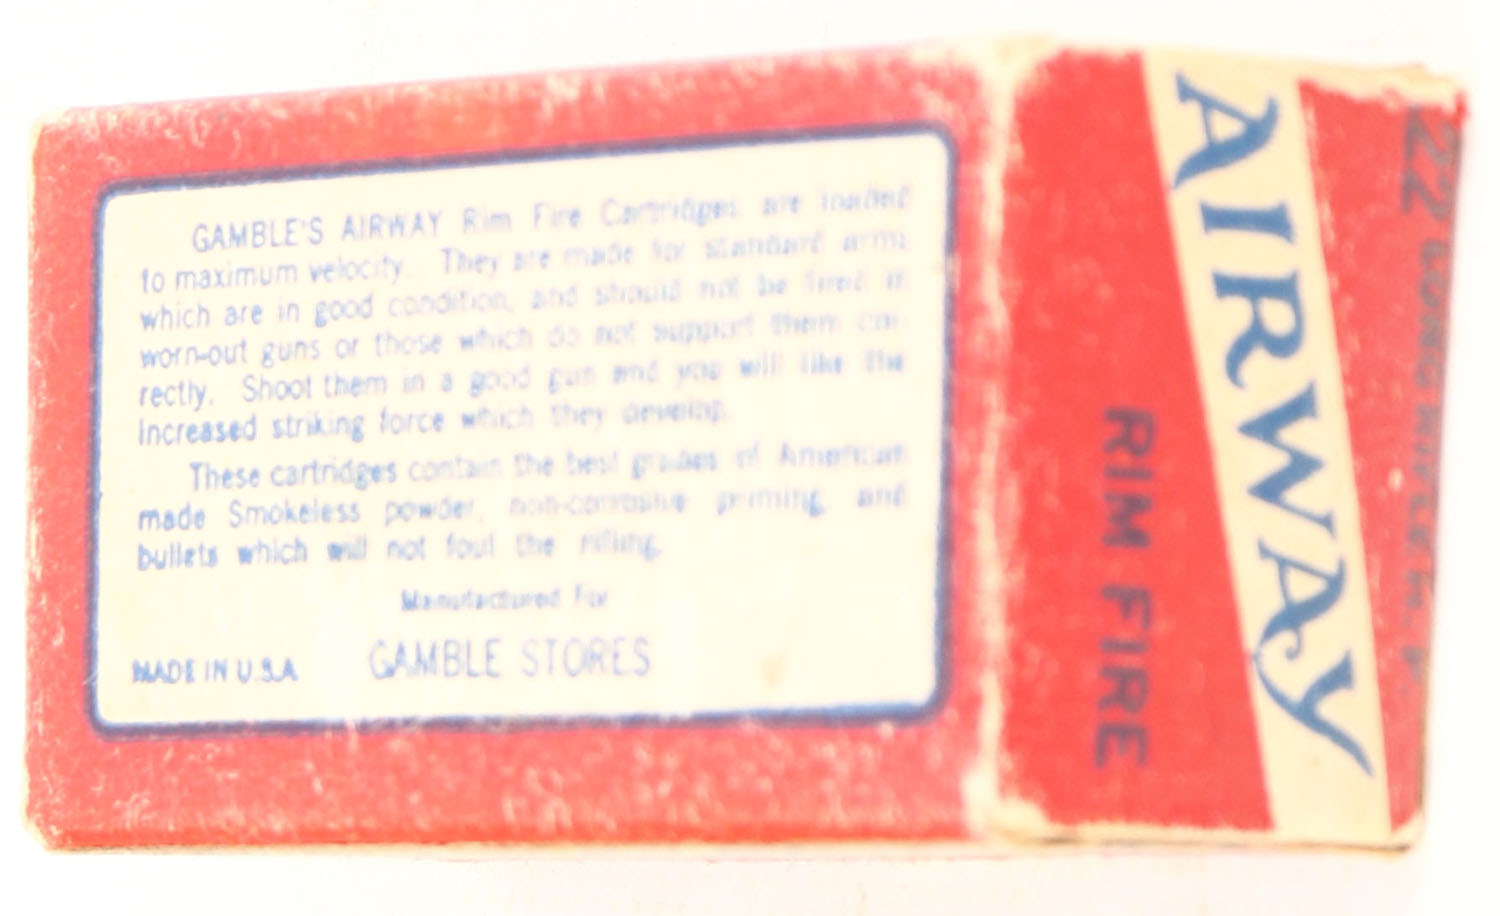 GAMBLE'S AIRWAY Rim Fire Cartridges are loaded
to maximum velocity. They are made for standard arms
which are in good condition, and should not be fired in
worn-out guns or those which do not support them cor-
rectly. Shoot them in a good gun and you will like the
increased striking force which they develop.
These cartridges contain the best grades of American
made Smokeless powder, non-corrosive priming, and
bullets which will not foul the rifling.
Manufactured For
MADE IN U.S.A. GAMBLE STORES
RIM FIRE
AIRWAY
22 LONG RIFLE